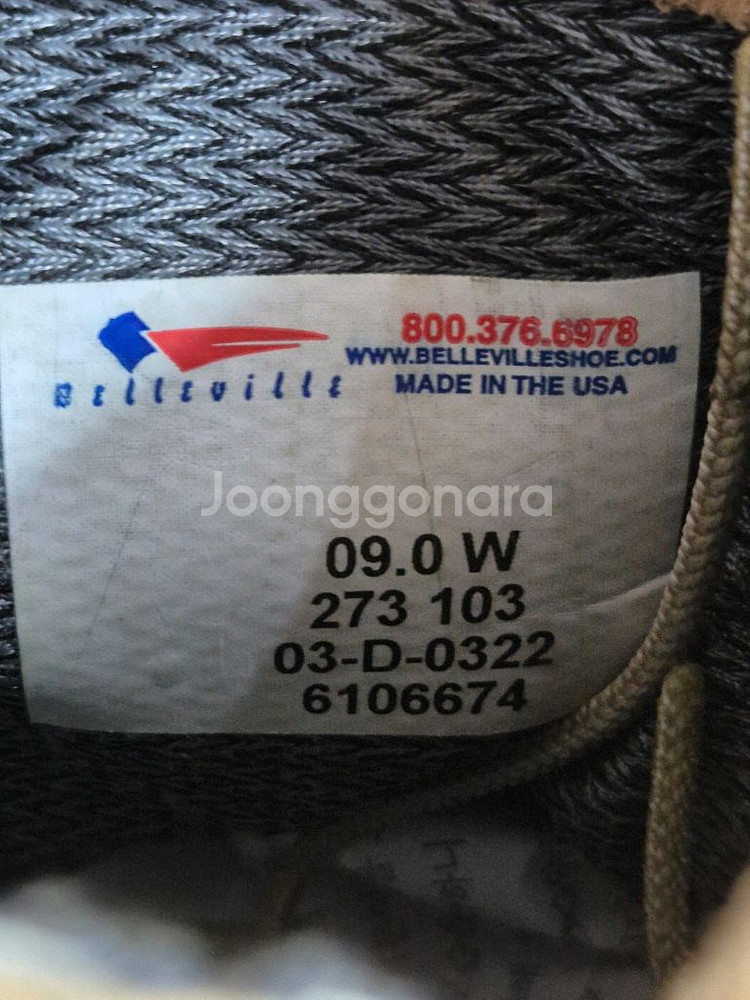 Belleville
800.376.6978
WWW.BELLEVILLESHOE.COM
MADE IN THE USA
Joonggonara
09.0 W
273 103
03-D-0322
6106674